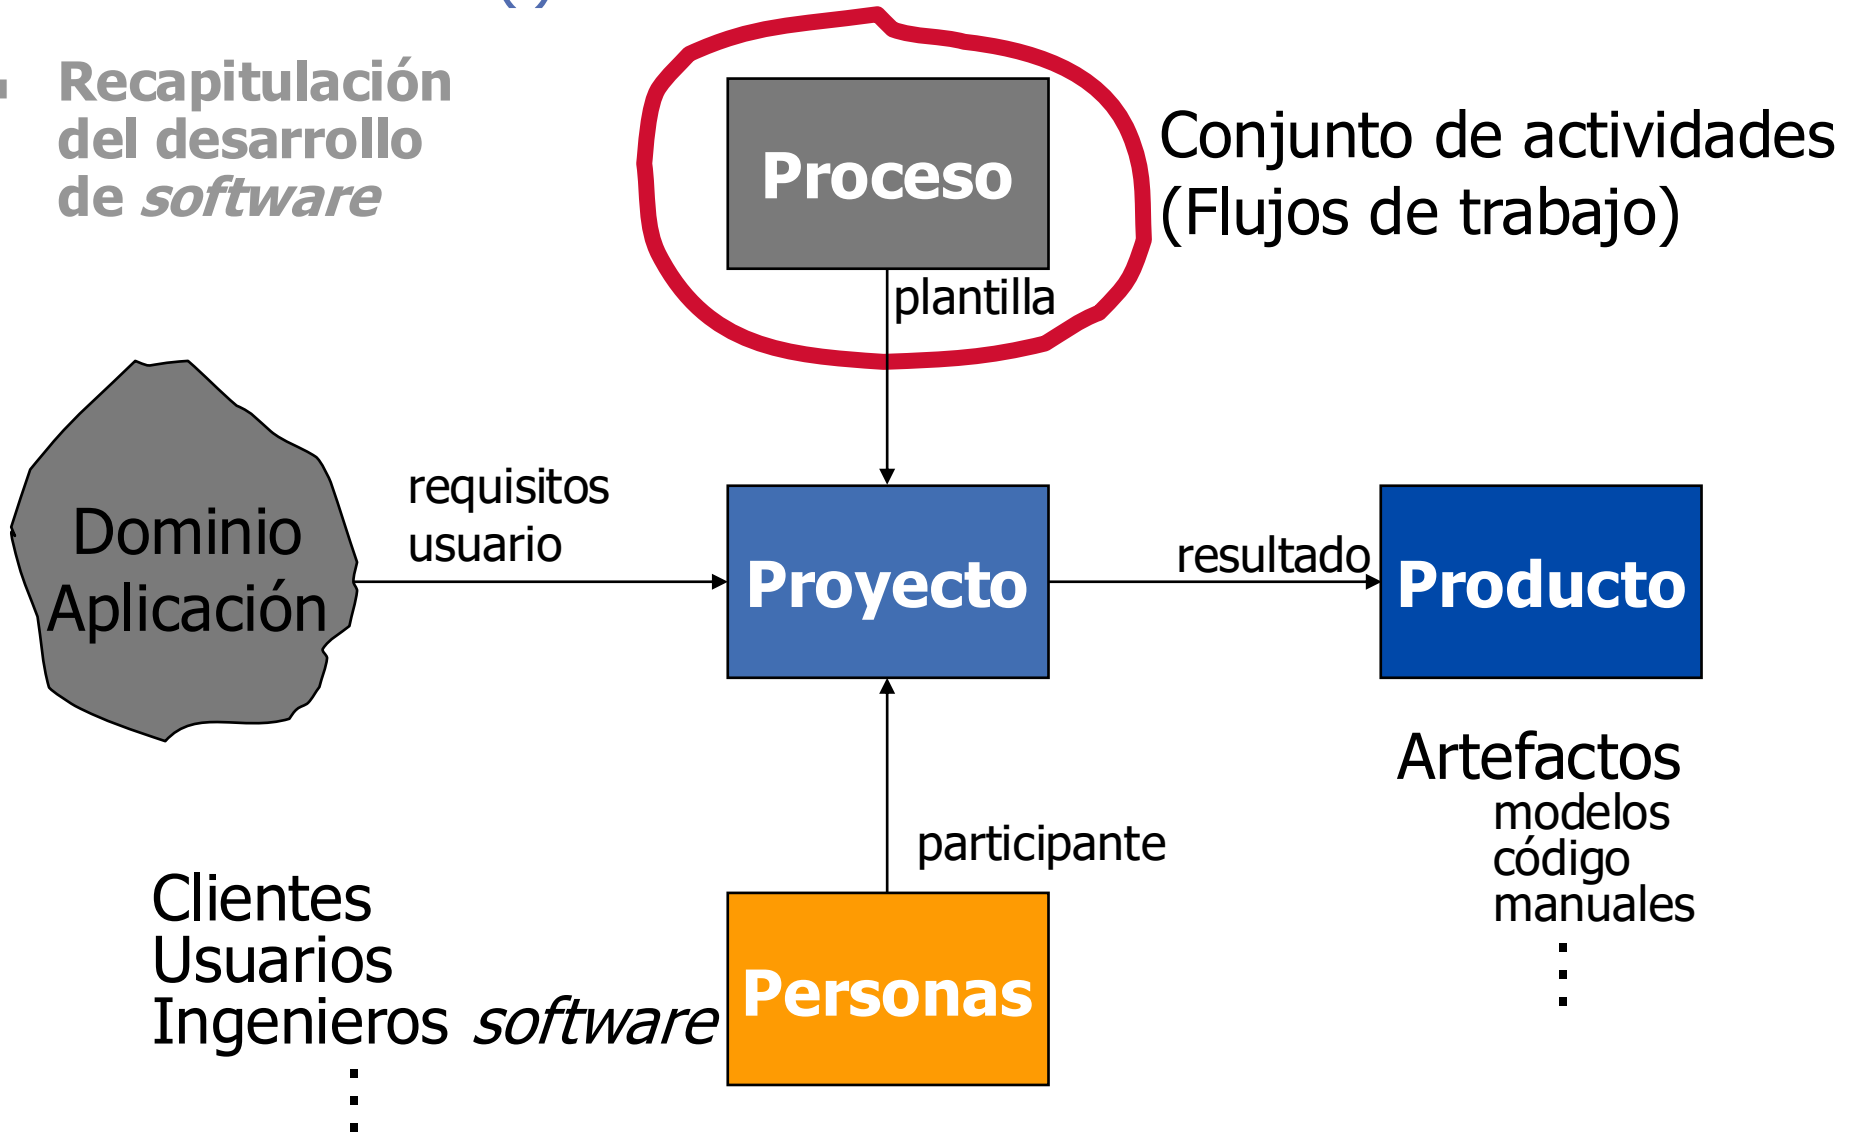 Recapitulación
del desarrollo
de software
Proceso
Conjunto de actividades
(Flujos de trabajo)
plantilla
Dominio
Aplicación
requisitos
usuario
Proyecto
resultado
Producto
Artefactos
modelos
código
manuales
participante
Clientes
Usuarios
Ingenieros software
Personas